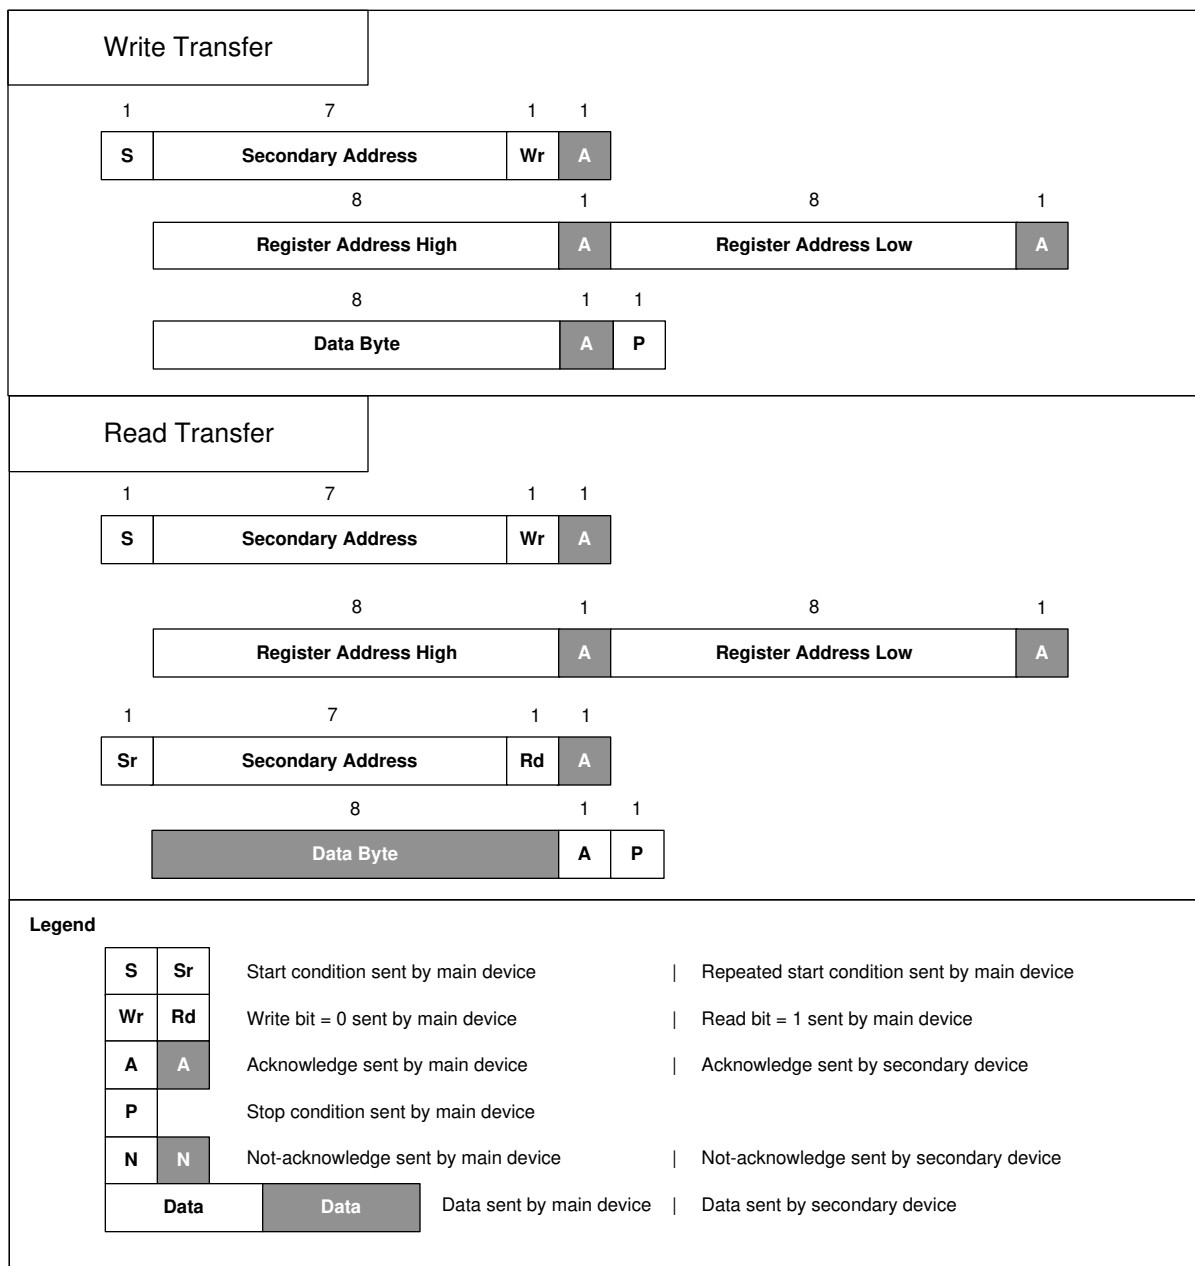 Write Transfer
1 7 1 1
S Secondary Address Wr A
8 1 8 1
Register Address High A Register Address Low A
8 1 1
Data Byte A P
Read Transfer
1 7 1 1
S Secondary Address Wr A
8 1 8 1
Register Address High A Register Address Low A
1 7 1 1
Sr Secondary Address Rd A
8 1 1
Data Byte A P
Legend
S Sr Start condition sent by main device | Repeated start condition sent by main device
Wr Rd Write bit = 0 sent by main device | Read bit = 1 sent by main device
A A Acknowledge sent by main device | Acknowledge sent by secondary device
P Stop condition sent by main device
N N Not-acknowledge sent by main device | Not-acknowledge sent by secondary device
Data Data Data sent by main device | Data sent by secondary device